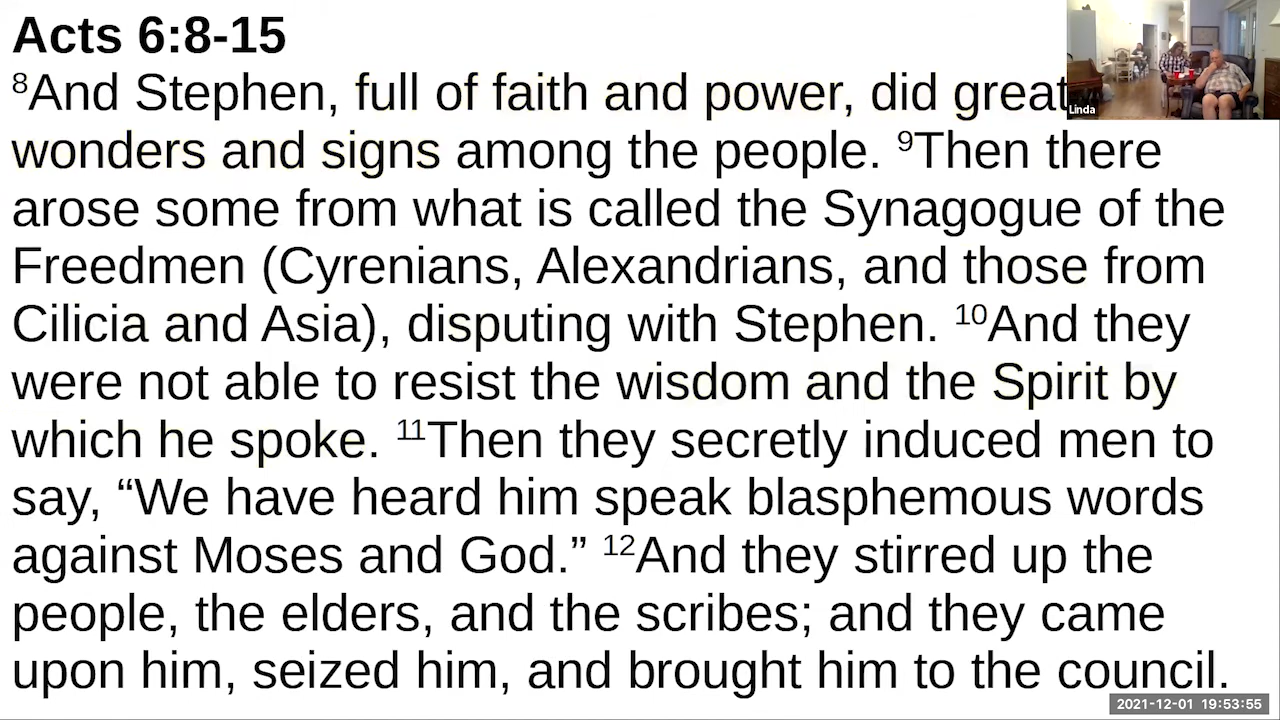 Acts 6:8-15
8And Stephen, full of faith and power, did great
wonders and signs among the people. 9Then there
arose some from what is called the Synagogue of the
Freedmen (Cyrenians, Alexandrians, and those from
Cilicia and Asia), disputing with Stephen. 10And they
were not able to resist the wisdom and the Spirit by
which he spoke. 11Then they secretly induced men to
say, “We have heard him speak blasphemous words
against Moses and God.” 12And they stirred up the
people, the elders, and the scribes; and they came
upon him, seized him, and brought him to the council.
Linda
2021-12-01 19:53:55